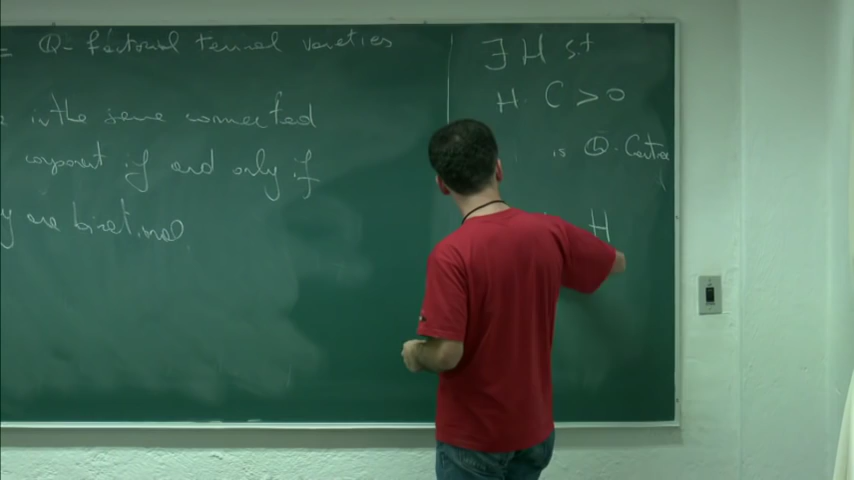 = Q-factorial terminal varieties
in the same connected
component if and only if
are birational.
∃ H s.t
H · C > 0
is Q-Cartier
H